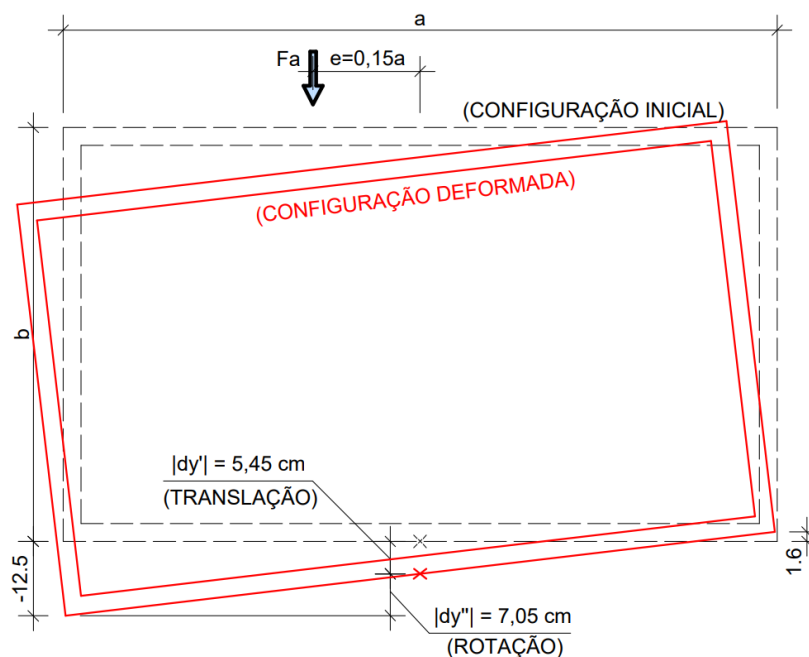 a
Fa e=0,15a
(CONFIGURAÇÃO INICIAL)
(CONFIGURAÇÃO DEFORMADA)
b
|dy'| = 5,45 cm
(TRANSLAÇÃO)
-12.5
1.6
|dy"| = 7,05 cm
(ROTAÇÃO)